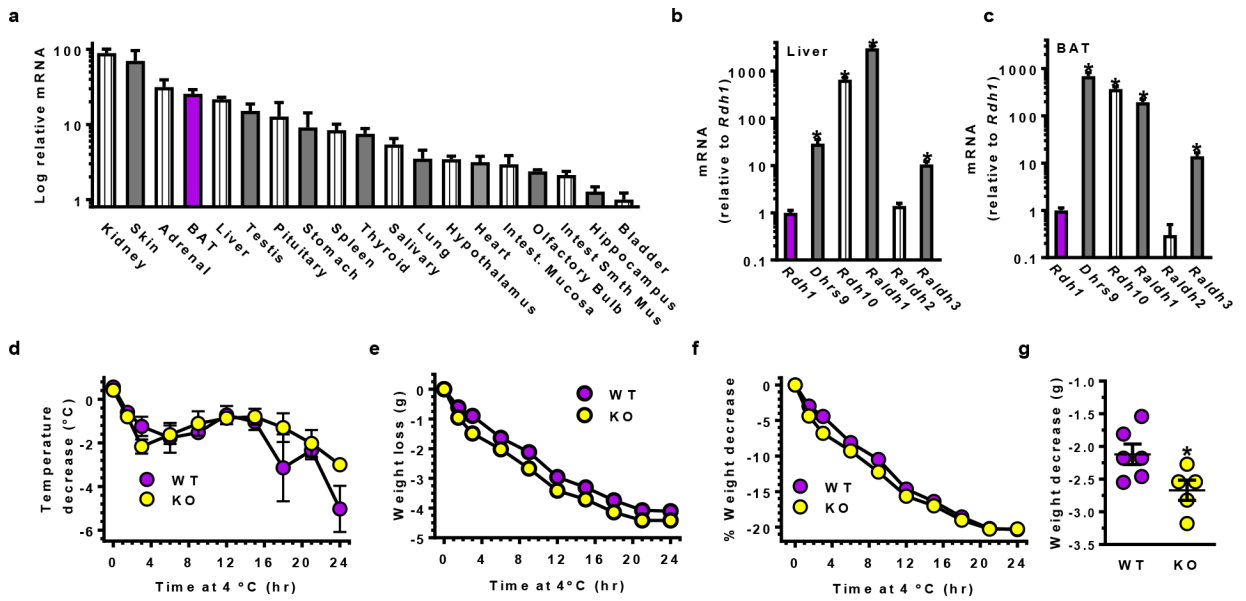 a
Log relative mRNA
100
10
1
Kidney
Skin
Adrenal
BAT
Liver
Testis
Pituitary
Stomach
Spleen
Thyroid
Salivary
Lung
Hypothalamus
Heart
Intest. Mucosa
Olfactory Bulb
Intest Smth Mus
Hippocampus
Bladder
b
Liver
mRNA
(relative to Rdh1)
1000
100
10
1
0.1
*
*
*
*
Rdh1
Dhrs9
Rdh10
Raldh1
Raldh2
Raldh3
c
BAT
mRNA
(relative to Rdh1)
1000
100
10
1
0.1
*
*
*
*
Rdh1
Dhrs9
Rdh10
Raldh1
Raldh2
Raldh3
d
Temperature
decrease (°C)
0
-2
-4
-6
WT
KO
0 4 8 12 16 20 24
Time at 4 °C (hr)
e
Weight loss (g)
0
-1
-2
-3
-4
-5
WT
KO
0 4 8 12 16 20 24
Time at 4°C (hr)
f
% Weight decrease
0
-5
-10
-15
-20
WT
KO
0 4 8 12 16 20 24
Time at 4 °C (hr)
g
Weight decrease (g)
-1.0
-1.5
-2.0
-2.5
-3.0
-3.5
*
WT KO